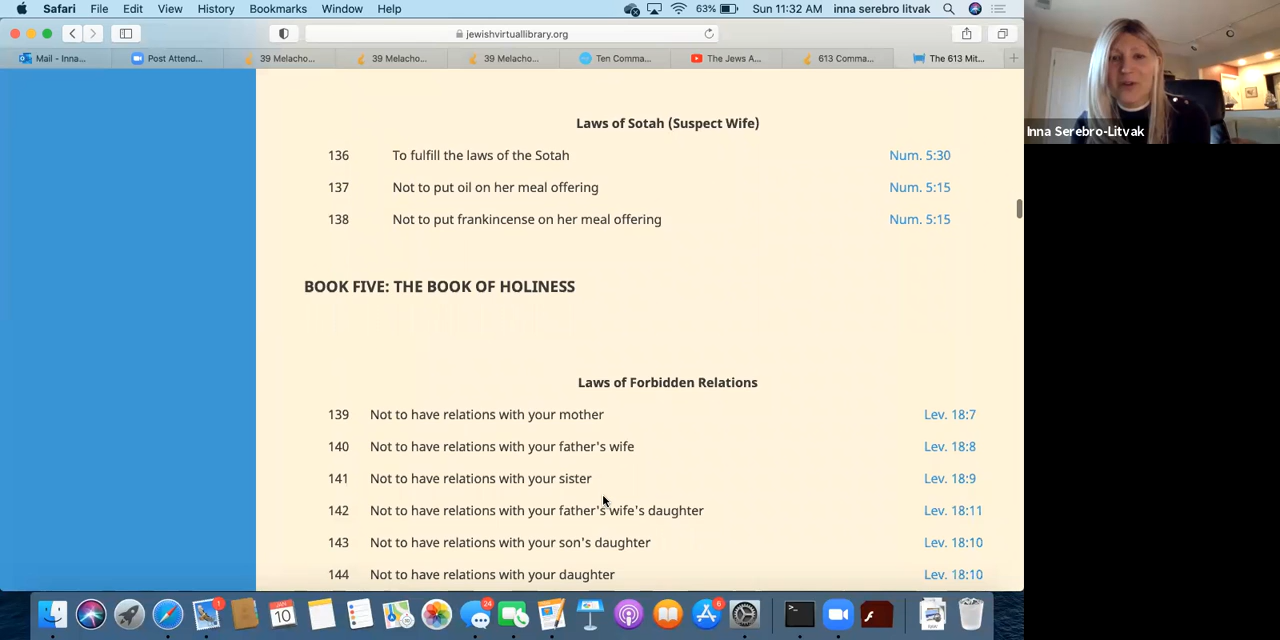 Safari File Edit View History Bookmarks Window Help 63% Sun 11:32 AM inna serebro litvak
jewishvirtuallibrary.org
Mail - Inna... Post Attend... 39 Melacho... 39 Melacho... 39 Melacho... Ten Comma... The Jews A... 613 Comma... The 613 Mit...
Inna Serebro-Litvak
Laws of Sotah (Suspect Wife)
136 To fulfill the laws of the Sotah Num. 5:30
137 Not to put oil on her meal offering Num. 5:15
138 Not to put frankincense on her meal offering Num. 5:15
BOOK FIVE: THE BOOK OF HOLINESS
Laws of Forbidden Relations
139 Not to have relations with your mother Lev. 18:7
140 Not to have relations with your father's wife Lev. 18:8
141 Not to have relations with your sister Lev. 18:9
142 Not to have relations with your father's wife's daughter Lev. 18:11
143 Not to have relations with your son's daughter Lev. 18:10
144 Not to have relations with your daughter Lev. 18:10
1 JAN 10 24 6